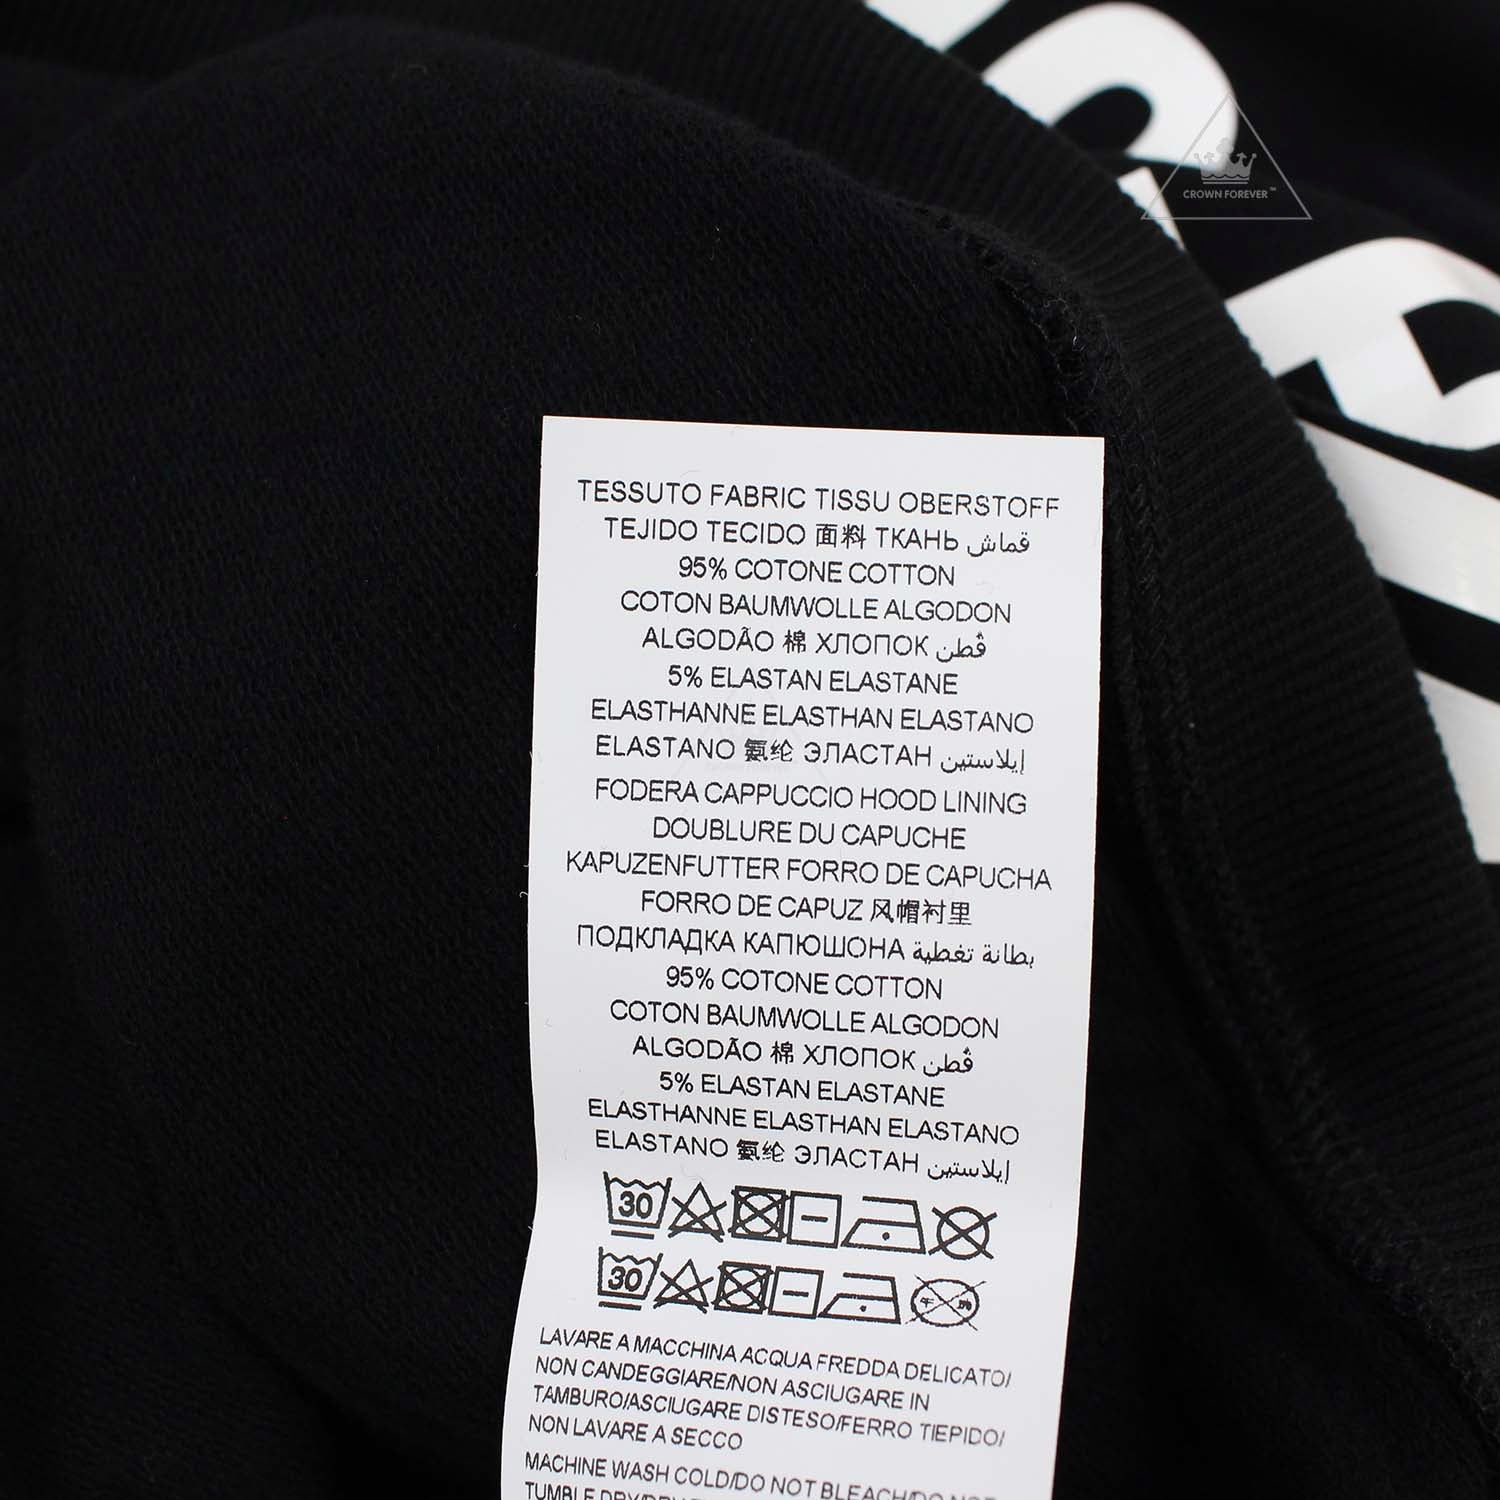 CROWN FOREVER™
TESSUTO FABRIC TISSU OBERSTOFF
TEJIDO TECIDO 面料 ТКАНЬ قماش
95% COTONE COTTON
COTON BAUMWOLLE ALGODON
ALGODÃO 棉 ХЛОПОК قطن
5% ELASTAN ELASTANE
ELASTHANNE ELASTHAN ELASTANO
ELASTANO 氨纶 ЭЛАСТАН إيلاستين
FODERA CAPPUCCIO HOOD LINING
DOUBLURE DU CAPUCHE
KAPUZENFUTTER FORRO DE CAPUCHA
FORRO DE CAPUZ 风帽衬里
ПОДКЛАДКА КАПЮШОНА بطانة تغطية
95% COTONE COTTON
COTON BAUMWOLLE ALGODON
ALGODÃO 棉 ХЛОПОК قطن
5% ELASTAN ELASTANE
ELASTHANNE ELASTHAN ELASTANO
ELASTANO 氨纶 ЭЛАСТАН إيلاستين
30
30
LAVARE A MACCHINA ACQUA FREDDA DELICATO/
NON CANDEGGIARE/NON ASCIUGARE IN
TAMBURO/ASCIUGARE DISTESO/FERRO TIEPIDO/
NON LAVARE A SECCO
MACHINE WASH COLD/DO NOT BLEACH/DO NOT
TUMBLE DRY/DRY